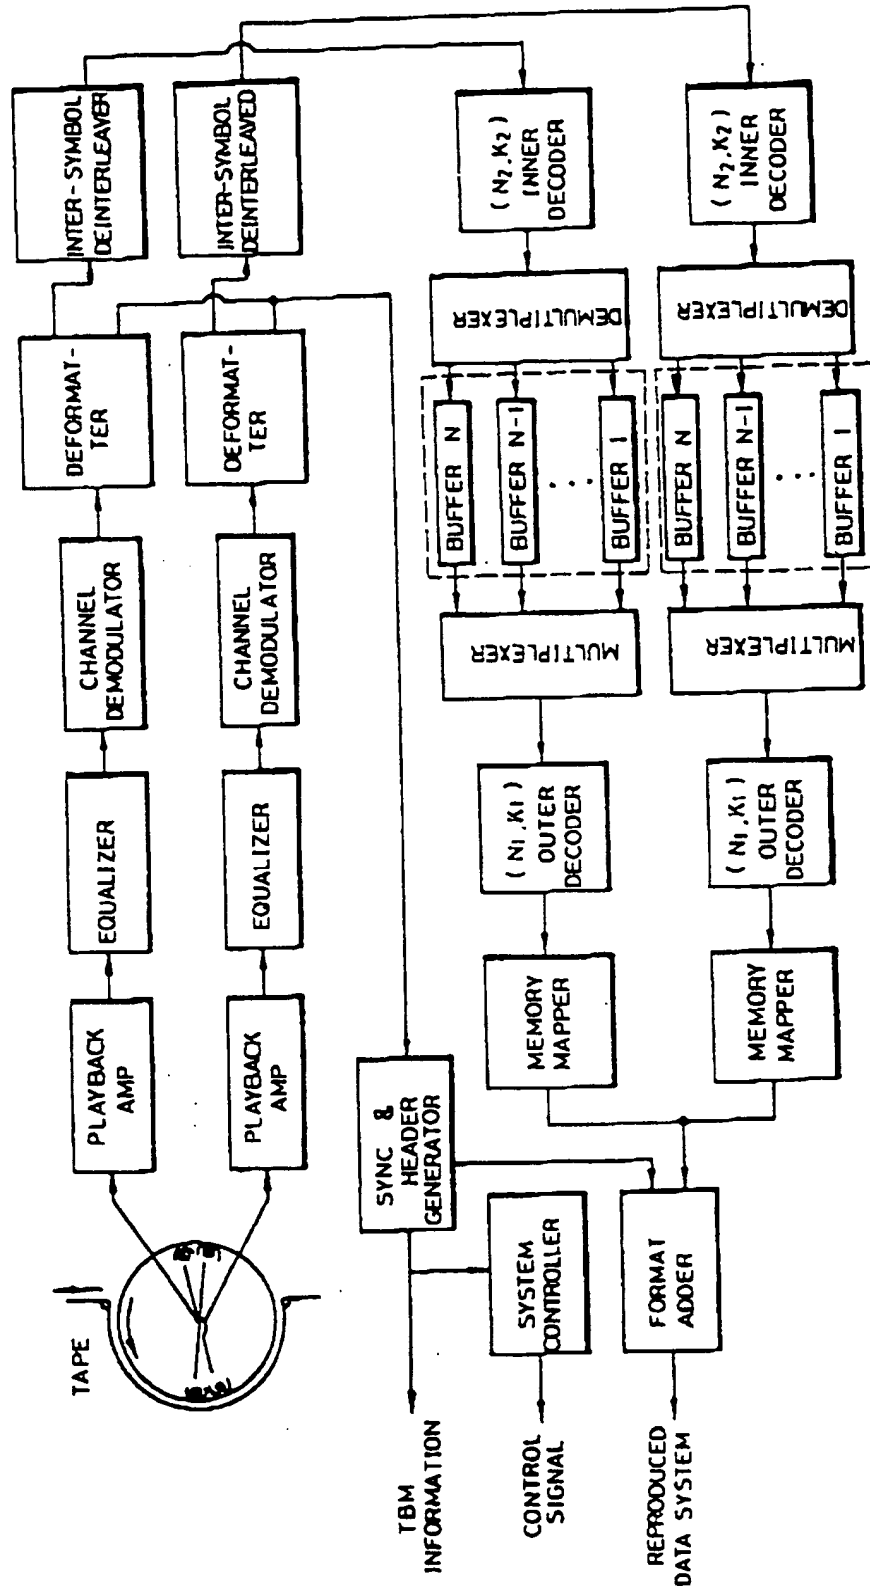 TAPE
PLAYBACK
AMP
EQUALIZER
CHANNEL
DEMODULATOR
DEFORMAT-
TER
INTER-SYMBOL
DEINTERLEAVER
PLAYBACK
AMP
EQUALIZER
CHANNEL
DEMODULATOR
DEFORMAT-
TER
INTER-SYMBOL
DEINTERLEAVED
TBM
INFORMATION
SYNC &
HEADER
GENERATOR
CONTROL
SIGNAL
SYSTEM
CONTROLLER
REPRODUCED
DATA SYSTEM
FORMAT
ADDER
MEMORY
MAPPER
(N1,K1)
OUTER
DECODER
MULTIPLEXER
BUFFER N
BUFFER N-1
...
BUFFER 1
DEMULTIPLEXER
(N2,K2)
INNER
DECODER
MEMORY
MAPPER
(N1,K1)
OUTER
DECODER
MULTIPLEXER
BUFFER N
BUFFER N-1
...
BUFFER 1
DEMULTIPLEXER
(N2,K2)
INNER
DECODER